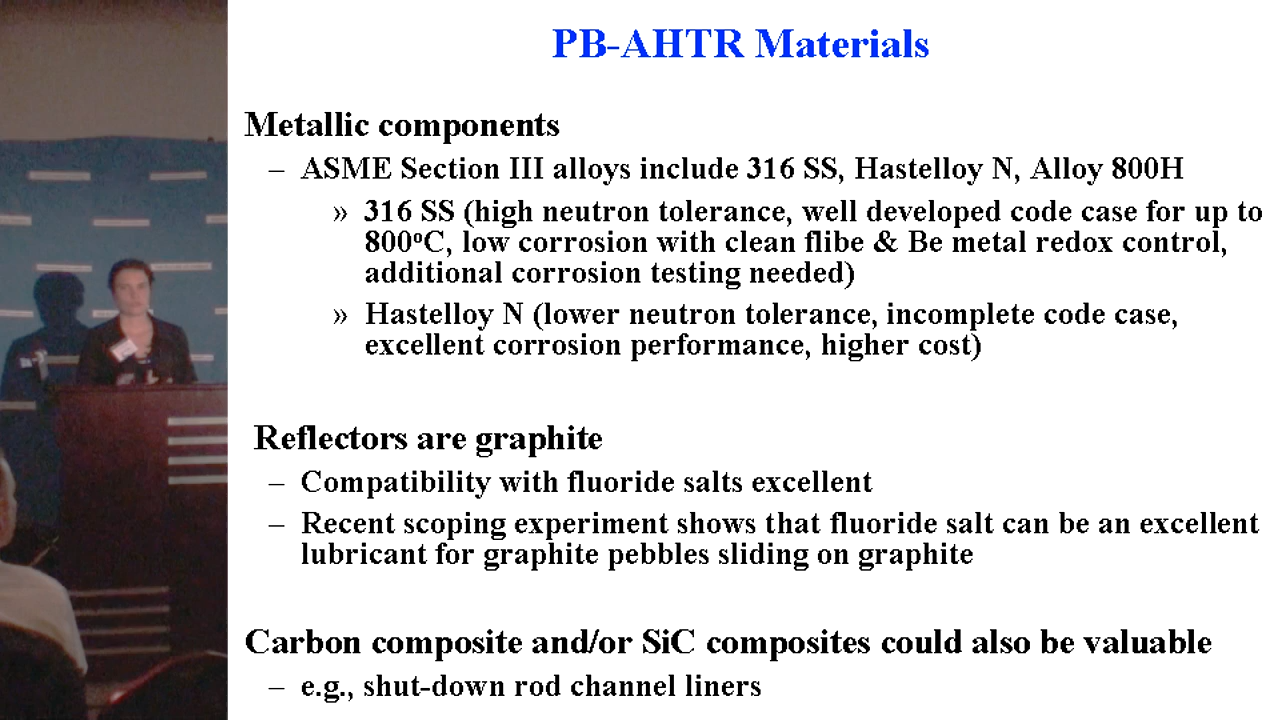 PB-AHTR Materials
Metallic components
– ASME Section III alloys include 316 SS, Hastelloy N, Alloy 800H
» 316 SS (high neutron tolerance, well developed code case for up to
800ºC, low corrosion with clean flibe & Be metal redox control,
additional corrosion testing needed)
» Hastelloy N (lower neutron tolerance, incomplete code case,
excellent corrosion performance, higher cost)
Reflectors are graphite
– Compatibility with fluoride salts excellent
– Recent scoping experiment shows that fluoride salt can be an excellent
lubricant for graphite pebbles sliding on graphite
Carbon composite and/or SiC composites could also be valuable
– e.g., shut-down rod channel liners